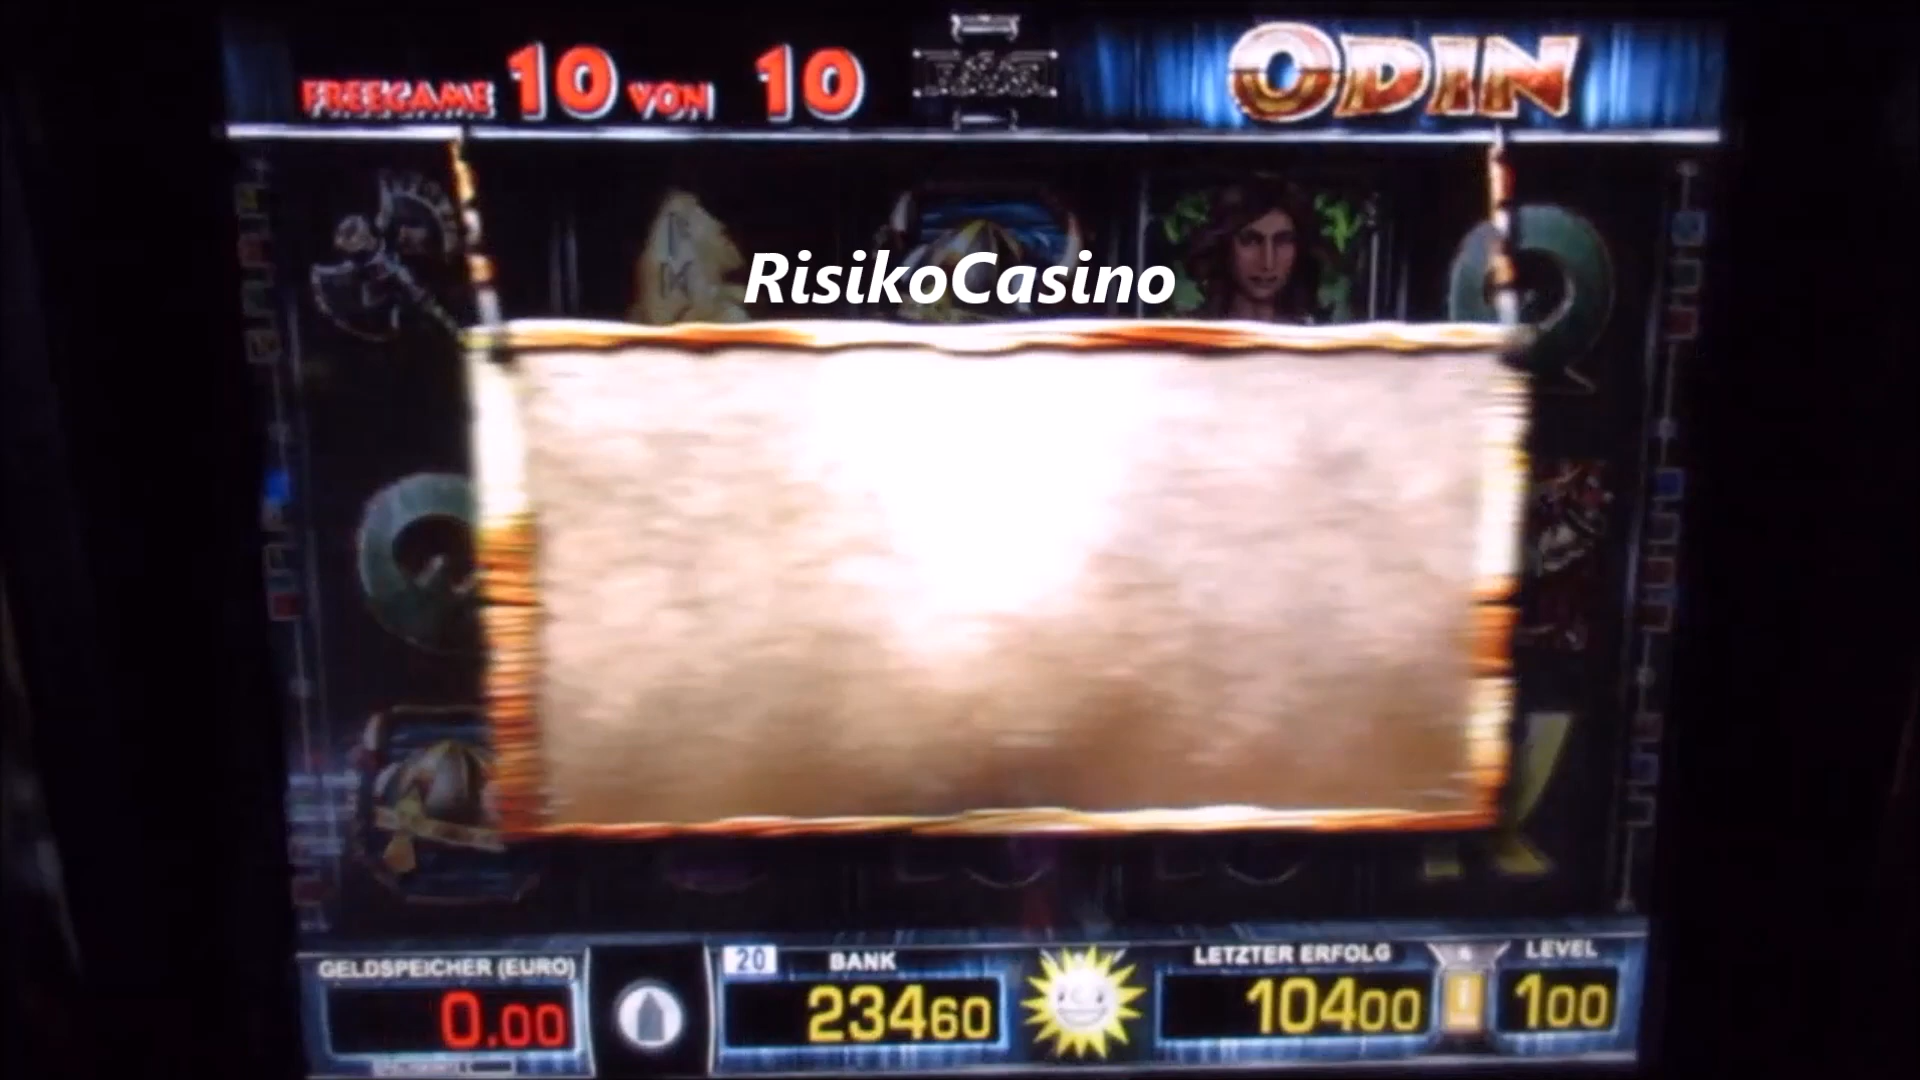 FREEGAME 10 VON 10
ODIN
RisikoCasino
GELDSPEICHER (EURO)
0.00
20 BANK
23460
LETZTER ERFOLG
10400
LEVEL
100